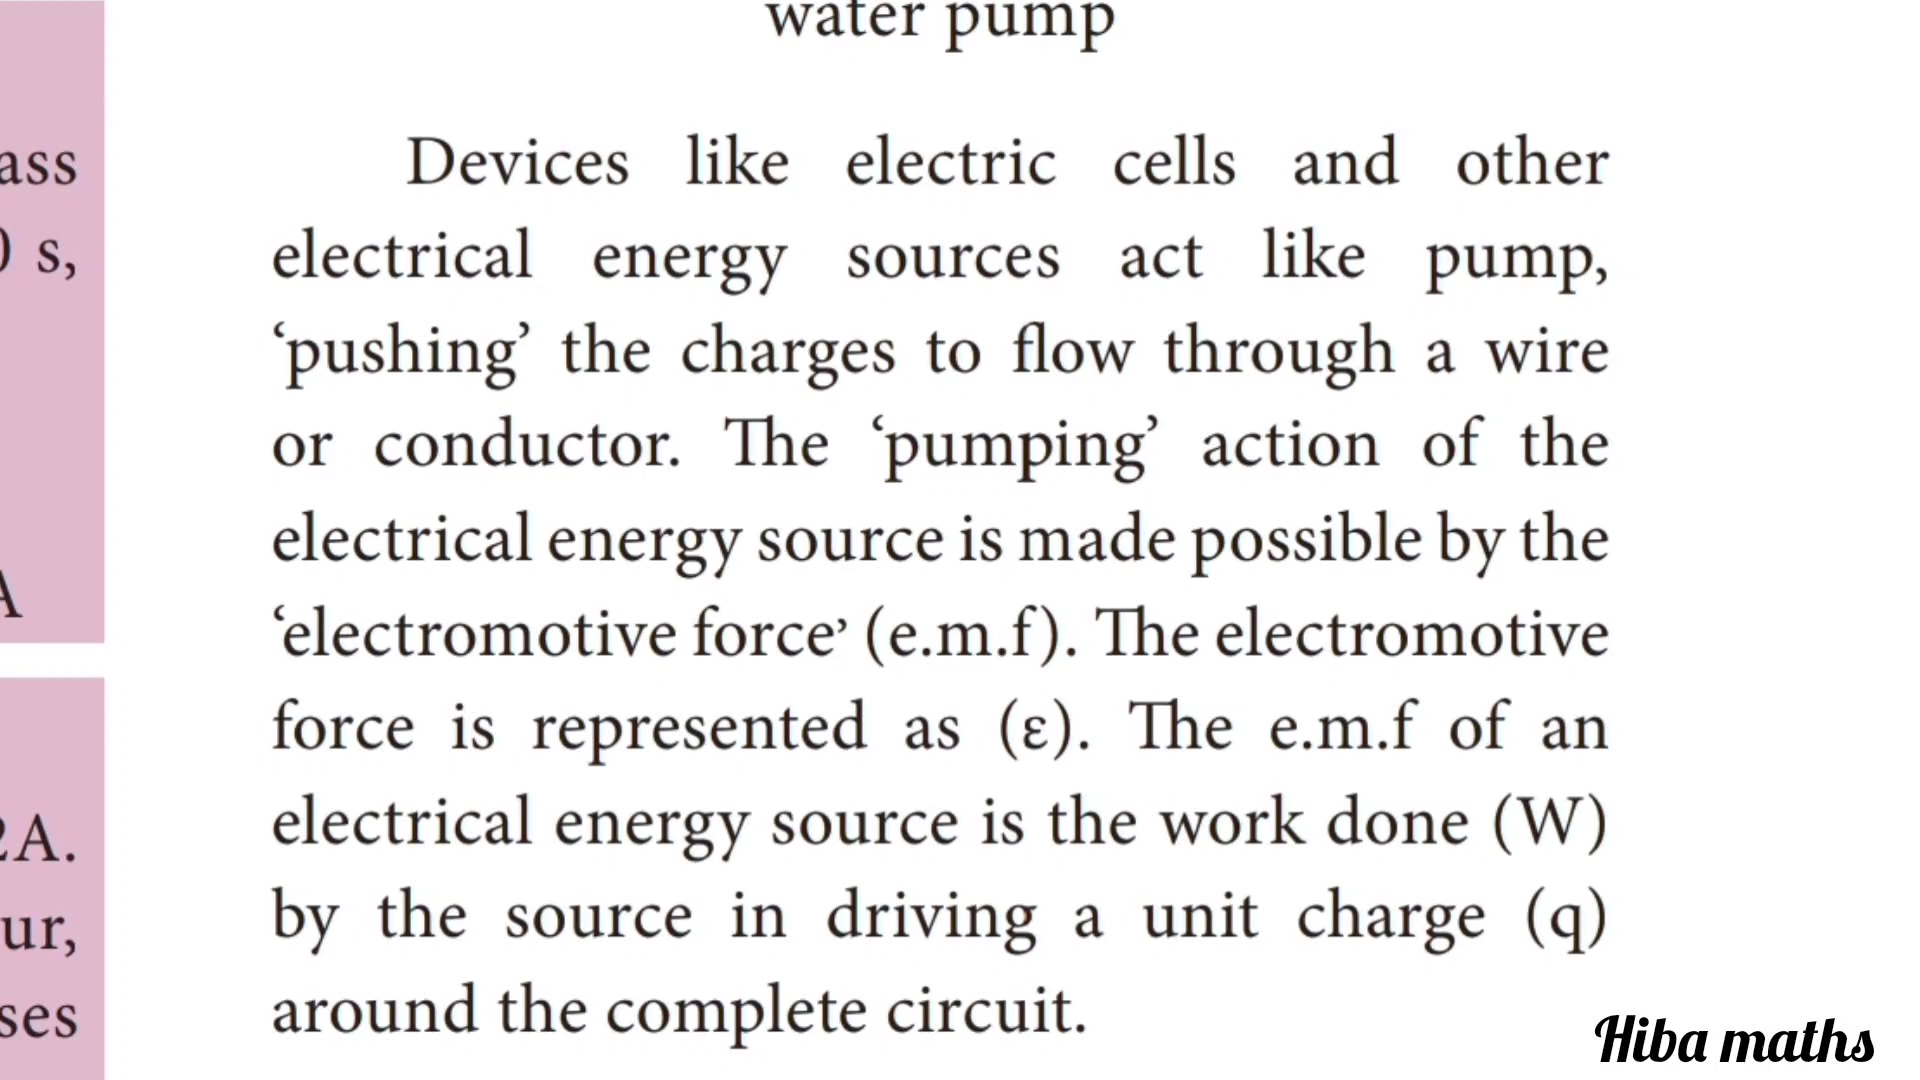 water pump
Devices like electric cells and other
electrical energy sources act like pump,
‘pushing’ the charges to flow through a wire
or conductor. The ‘pumping’ action of the
electrical energy source is made possible by the
‘electromotive force’ (e.m.f). The electromotive
force is represented as (ε). The e.m.f of an
electrical energy source is the work done (W)
by the source in driving a unit charge (q)
around the complete circuit.
s,
A
2A.
Hiba maths